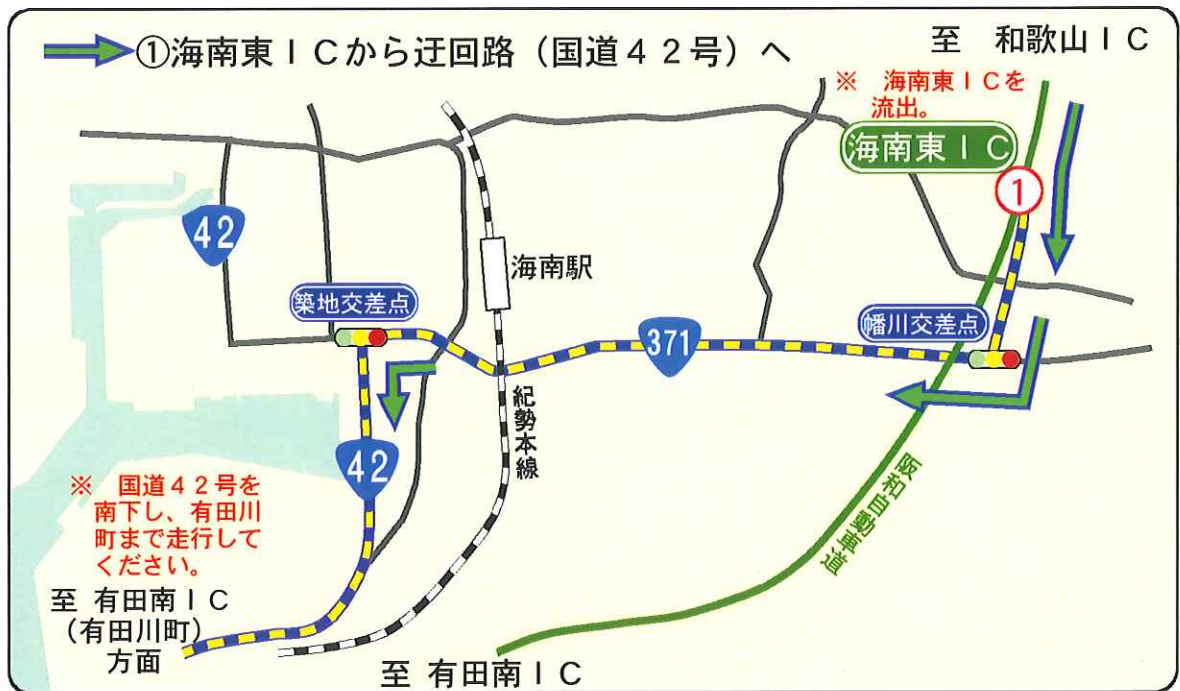 ①海南東ＩＣから迂回路（国道４２号）へ
至　和歌山ＩＣ
※　海南東ＩＣを
流出。
海南東ＩＣ
1
42
海南駅
築地交差点
幡川交差点
371
紀勢本線
42
阪和自動車道
※　国道４２号を
南下し、有田川
町まで走行して
ください。
至 有田南ＩＣ
（有田川町）
方面
至 有田南ＩＣ